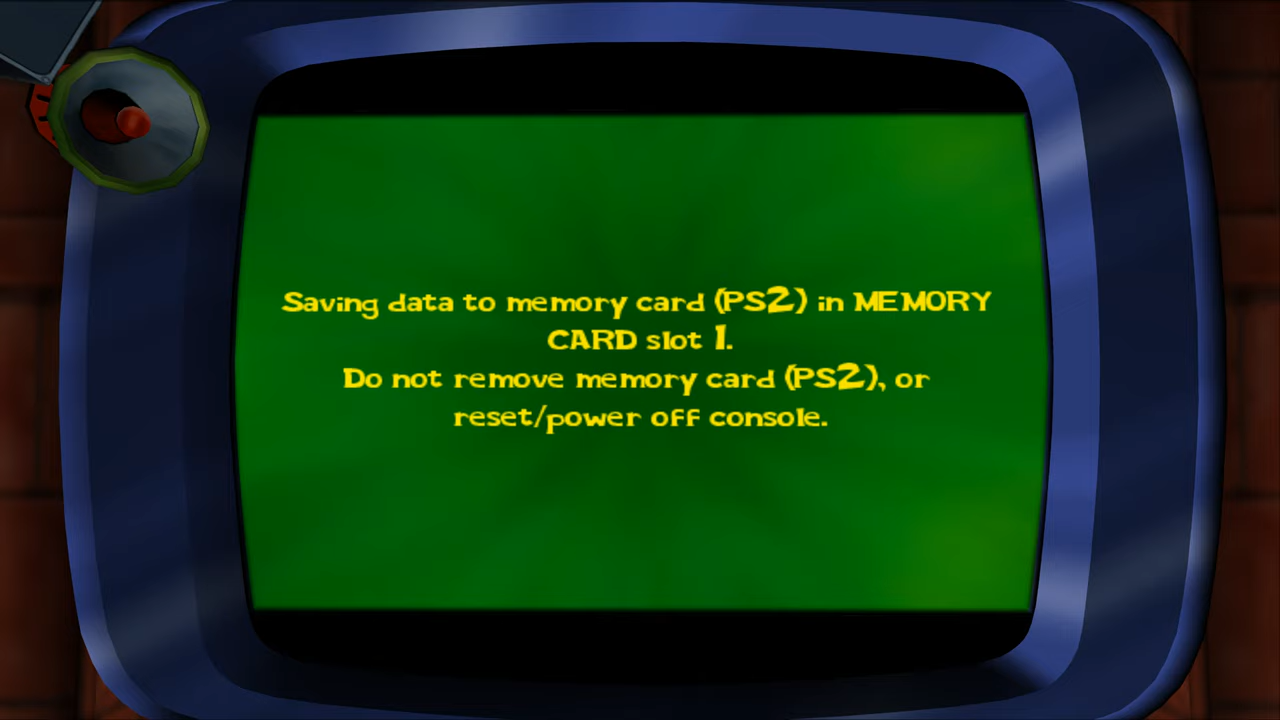 Saving data to memory card (PS2) in MEMORY
CARD slot 1.
Do not remove memory card (PS2), or
reset/power off console.